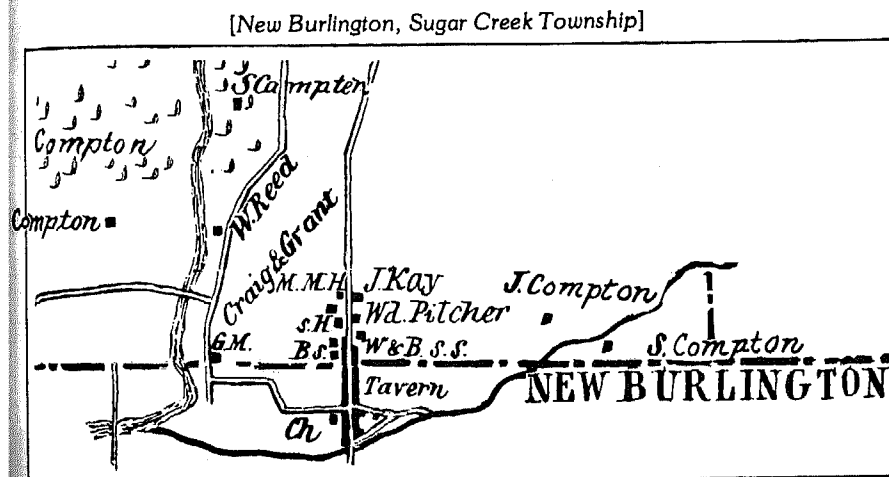 [New Burlington, Sugar Creek Township]
S Campten
Compton
W. Reed
Compton
Craig & Grant
M. M. H
J. Kay
J. Compton
Wd. Pilcher
S. H
G. M.
B s.
W & B. S. S.
S. Compton
Tavern
NEW BURLINGTON
Ch